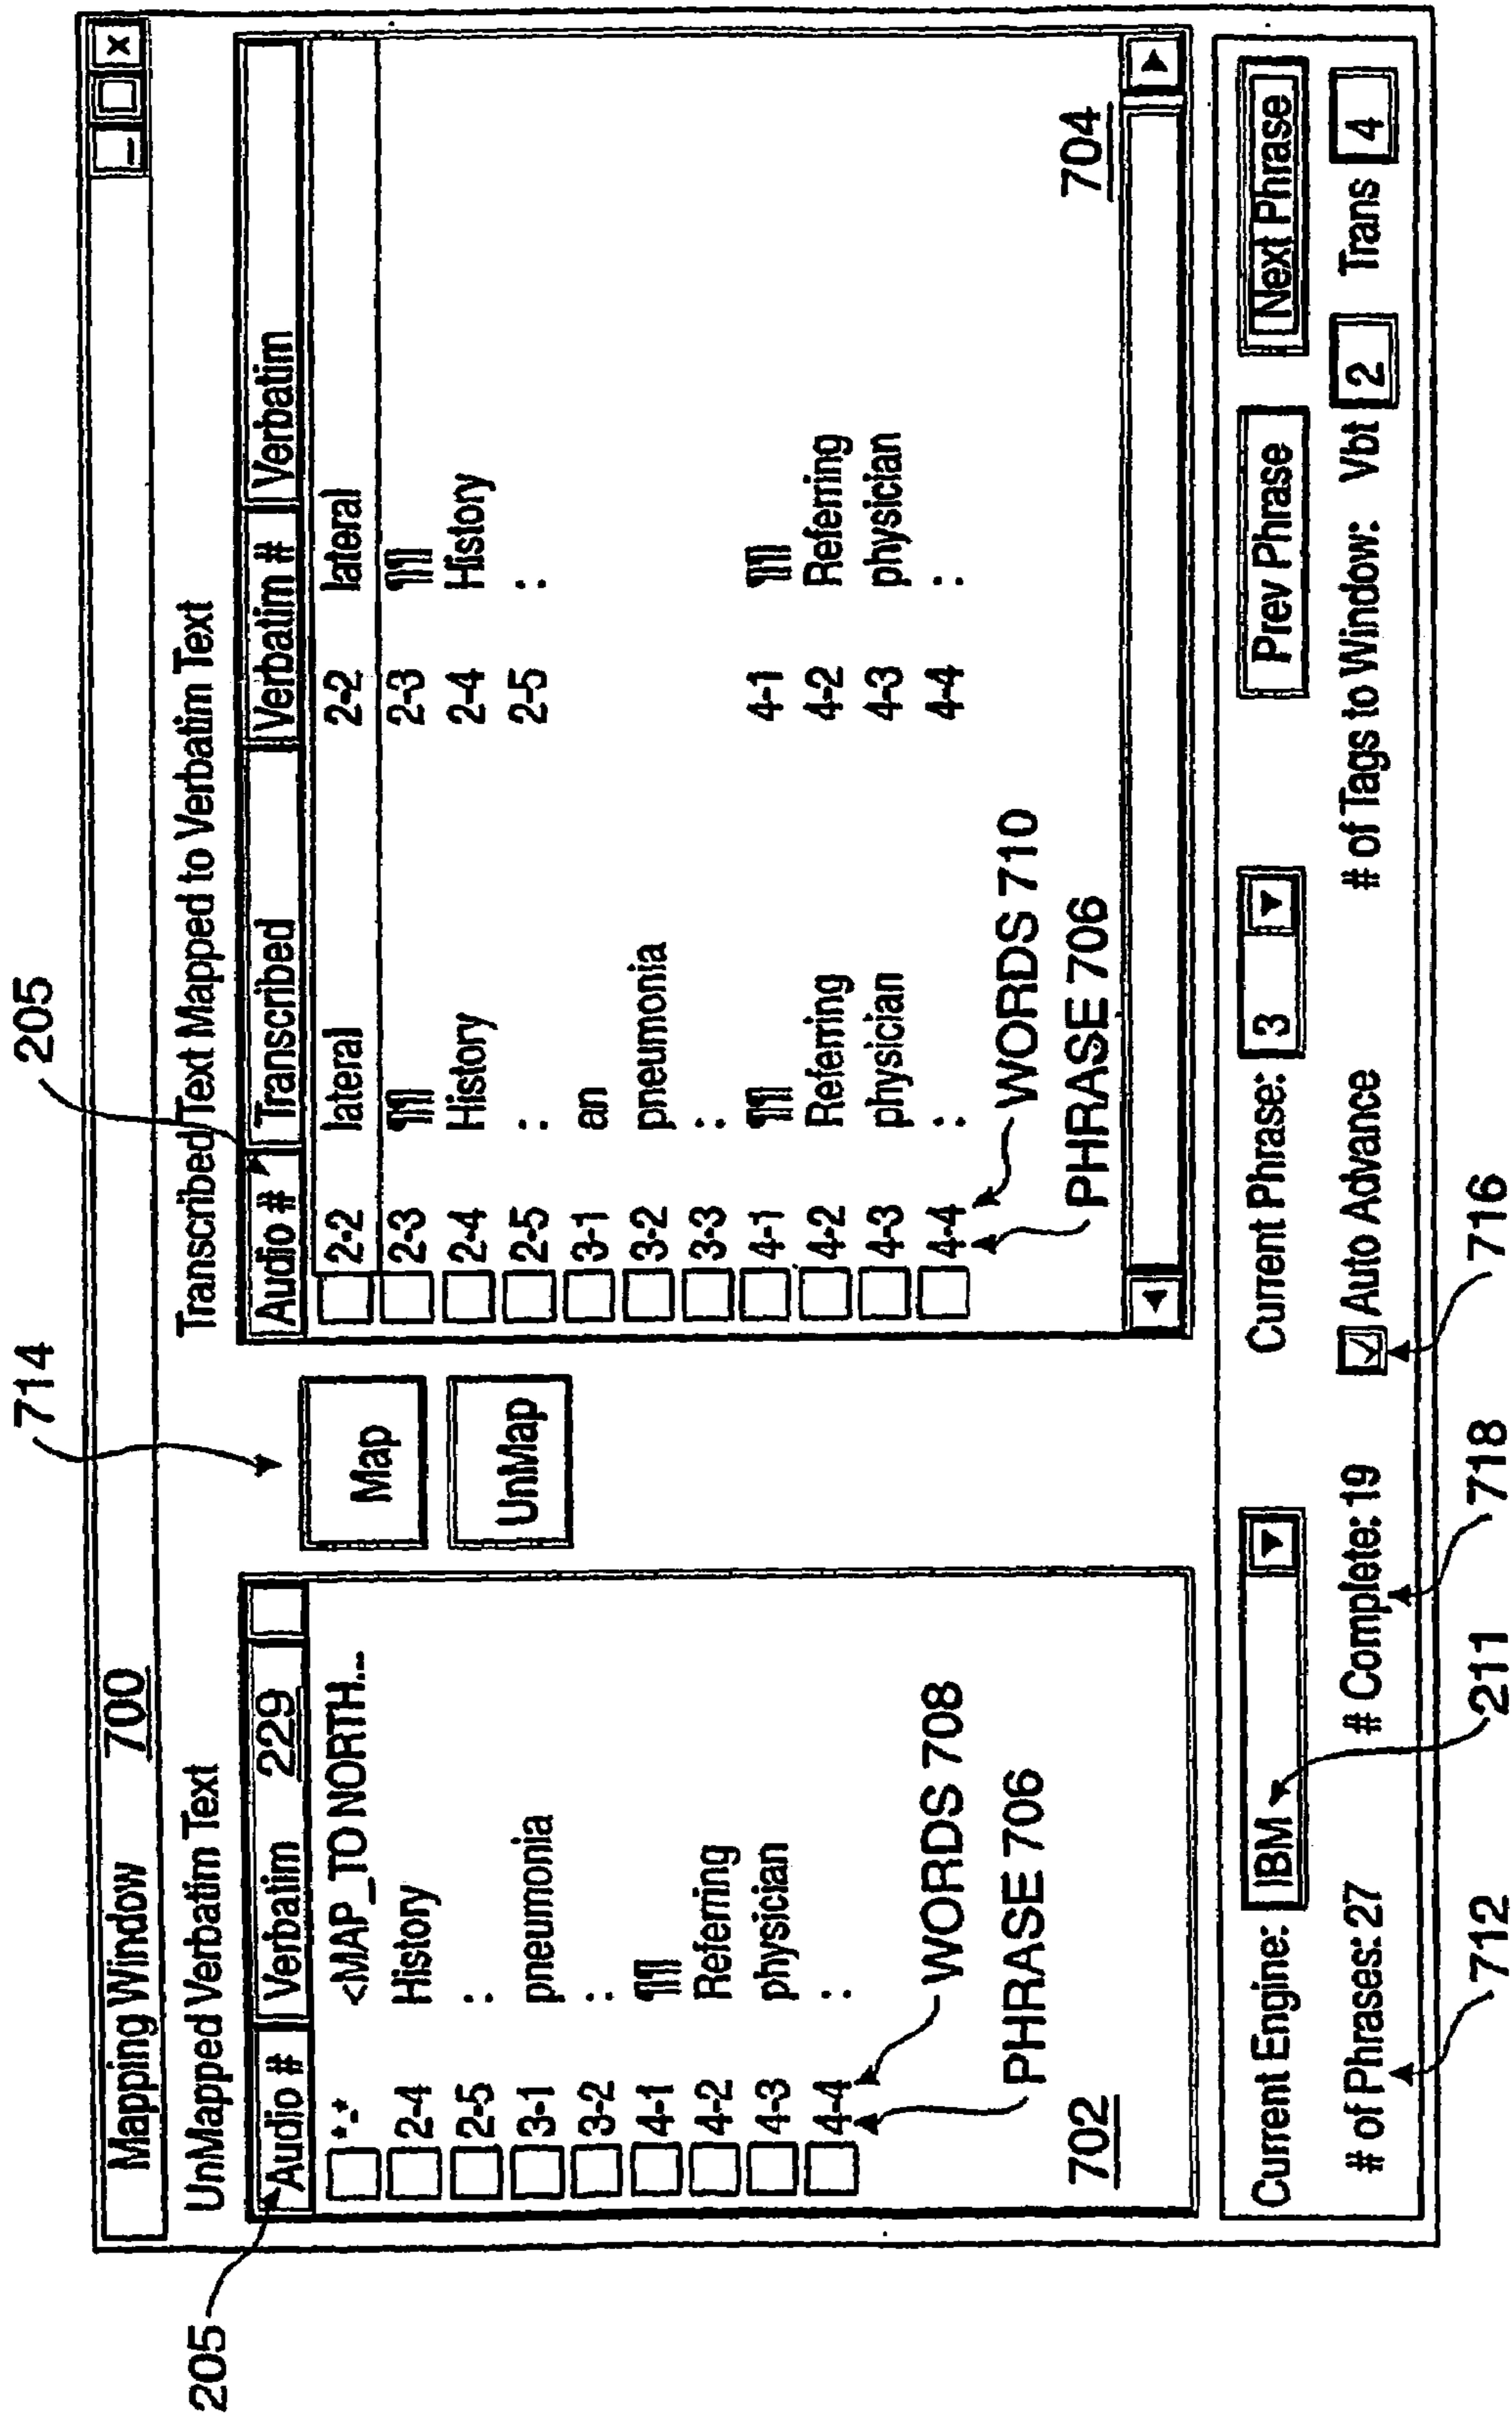 Mapping Window 700 _ X
205 714 205
UnMapped Verbatim Text
Audio # Verbatim 229
*-* <MAP_TO NORTH...
2-4 History
2-5 :
3-1 pneumonia
3-2 :
4-1 ¶¶
4-2 Referring
4-3 physician
4-4 :
WORDS 708
PHRASE 706
702
Map
UnMap
Transcribed Text Mapped to Verbatim Text
Audio # Transcribed Verbatim # Verbatim
2-2 lateral 2-2 lateral
2-3 ¶¶ 2-3 ¶¶
2-4 History 2-4 History
2-5 : 2-5 :
3-1 an
3-2 pneumonia
3-3 :
4-1 ¶¶ 4-1 ¶¶
4-2 Referring 4-2 Referring
4-3 physician 4-3 physician
4-4 : 4-4 :
WORDS 710
PHRASE 706
704
Current Engine: IBM Current Phrase: 3 Prev Phrase Next Phrase
# of Phrases: 27 # Complete: 19 Auto Advance # of Tags to Window: Vbt 2 Trans 4
712 211 718 716